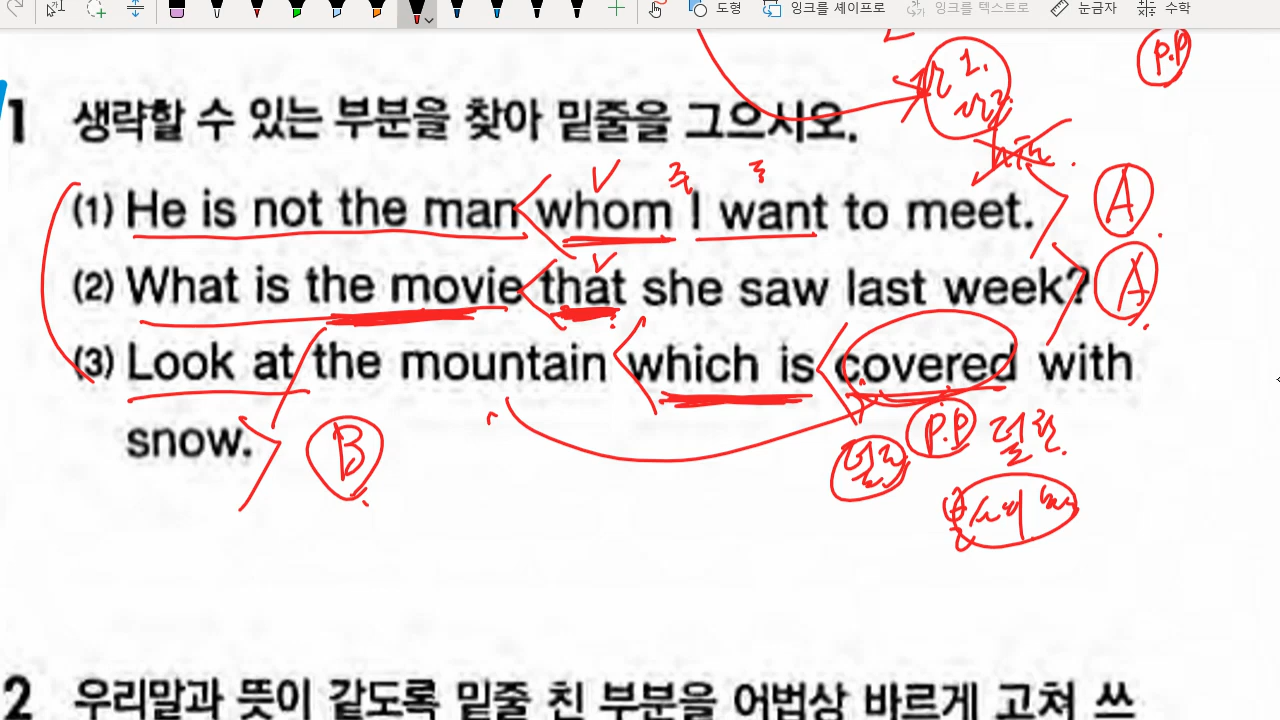 도형 잉크를 셰이프로 잉크를 텍스트로 눈금자 수학
p.p
1 생략할 수 있는 부분을 찾아 밑줄을 그으시오.
주
(1) He is not the man whom I want to meet.
A
(2) What is the movie that she saw last week?
A
(3) Look at the mountain which is covered with
snow.
B
p.p
2 우리말과 뜻이 같도록 밑줄 친 부분을 어법상 바르게 고쳐 쓰